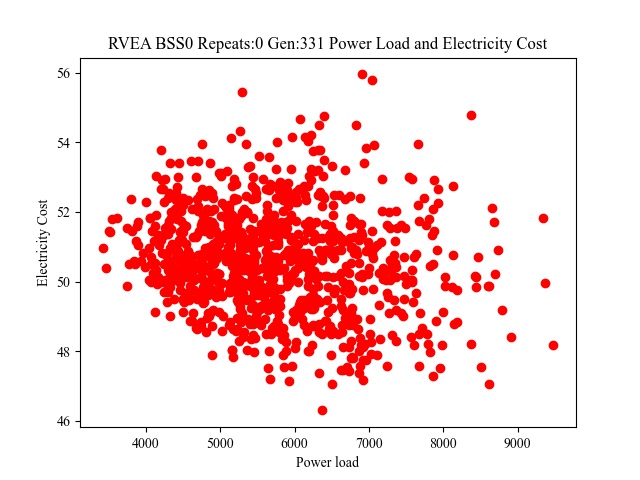 RVEA BSS0 Repeats:0 Gen:331 Power Load and Electricity Cost
56
54
52
50
48
46
Electricity Cost
4000 5000 6000 7000 8000 9000
Power load